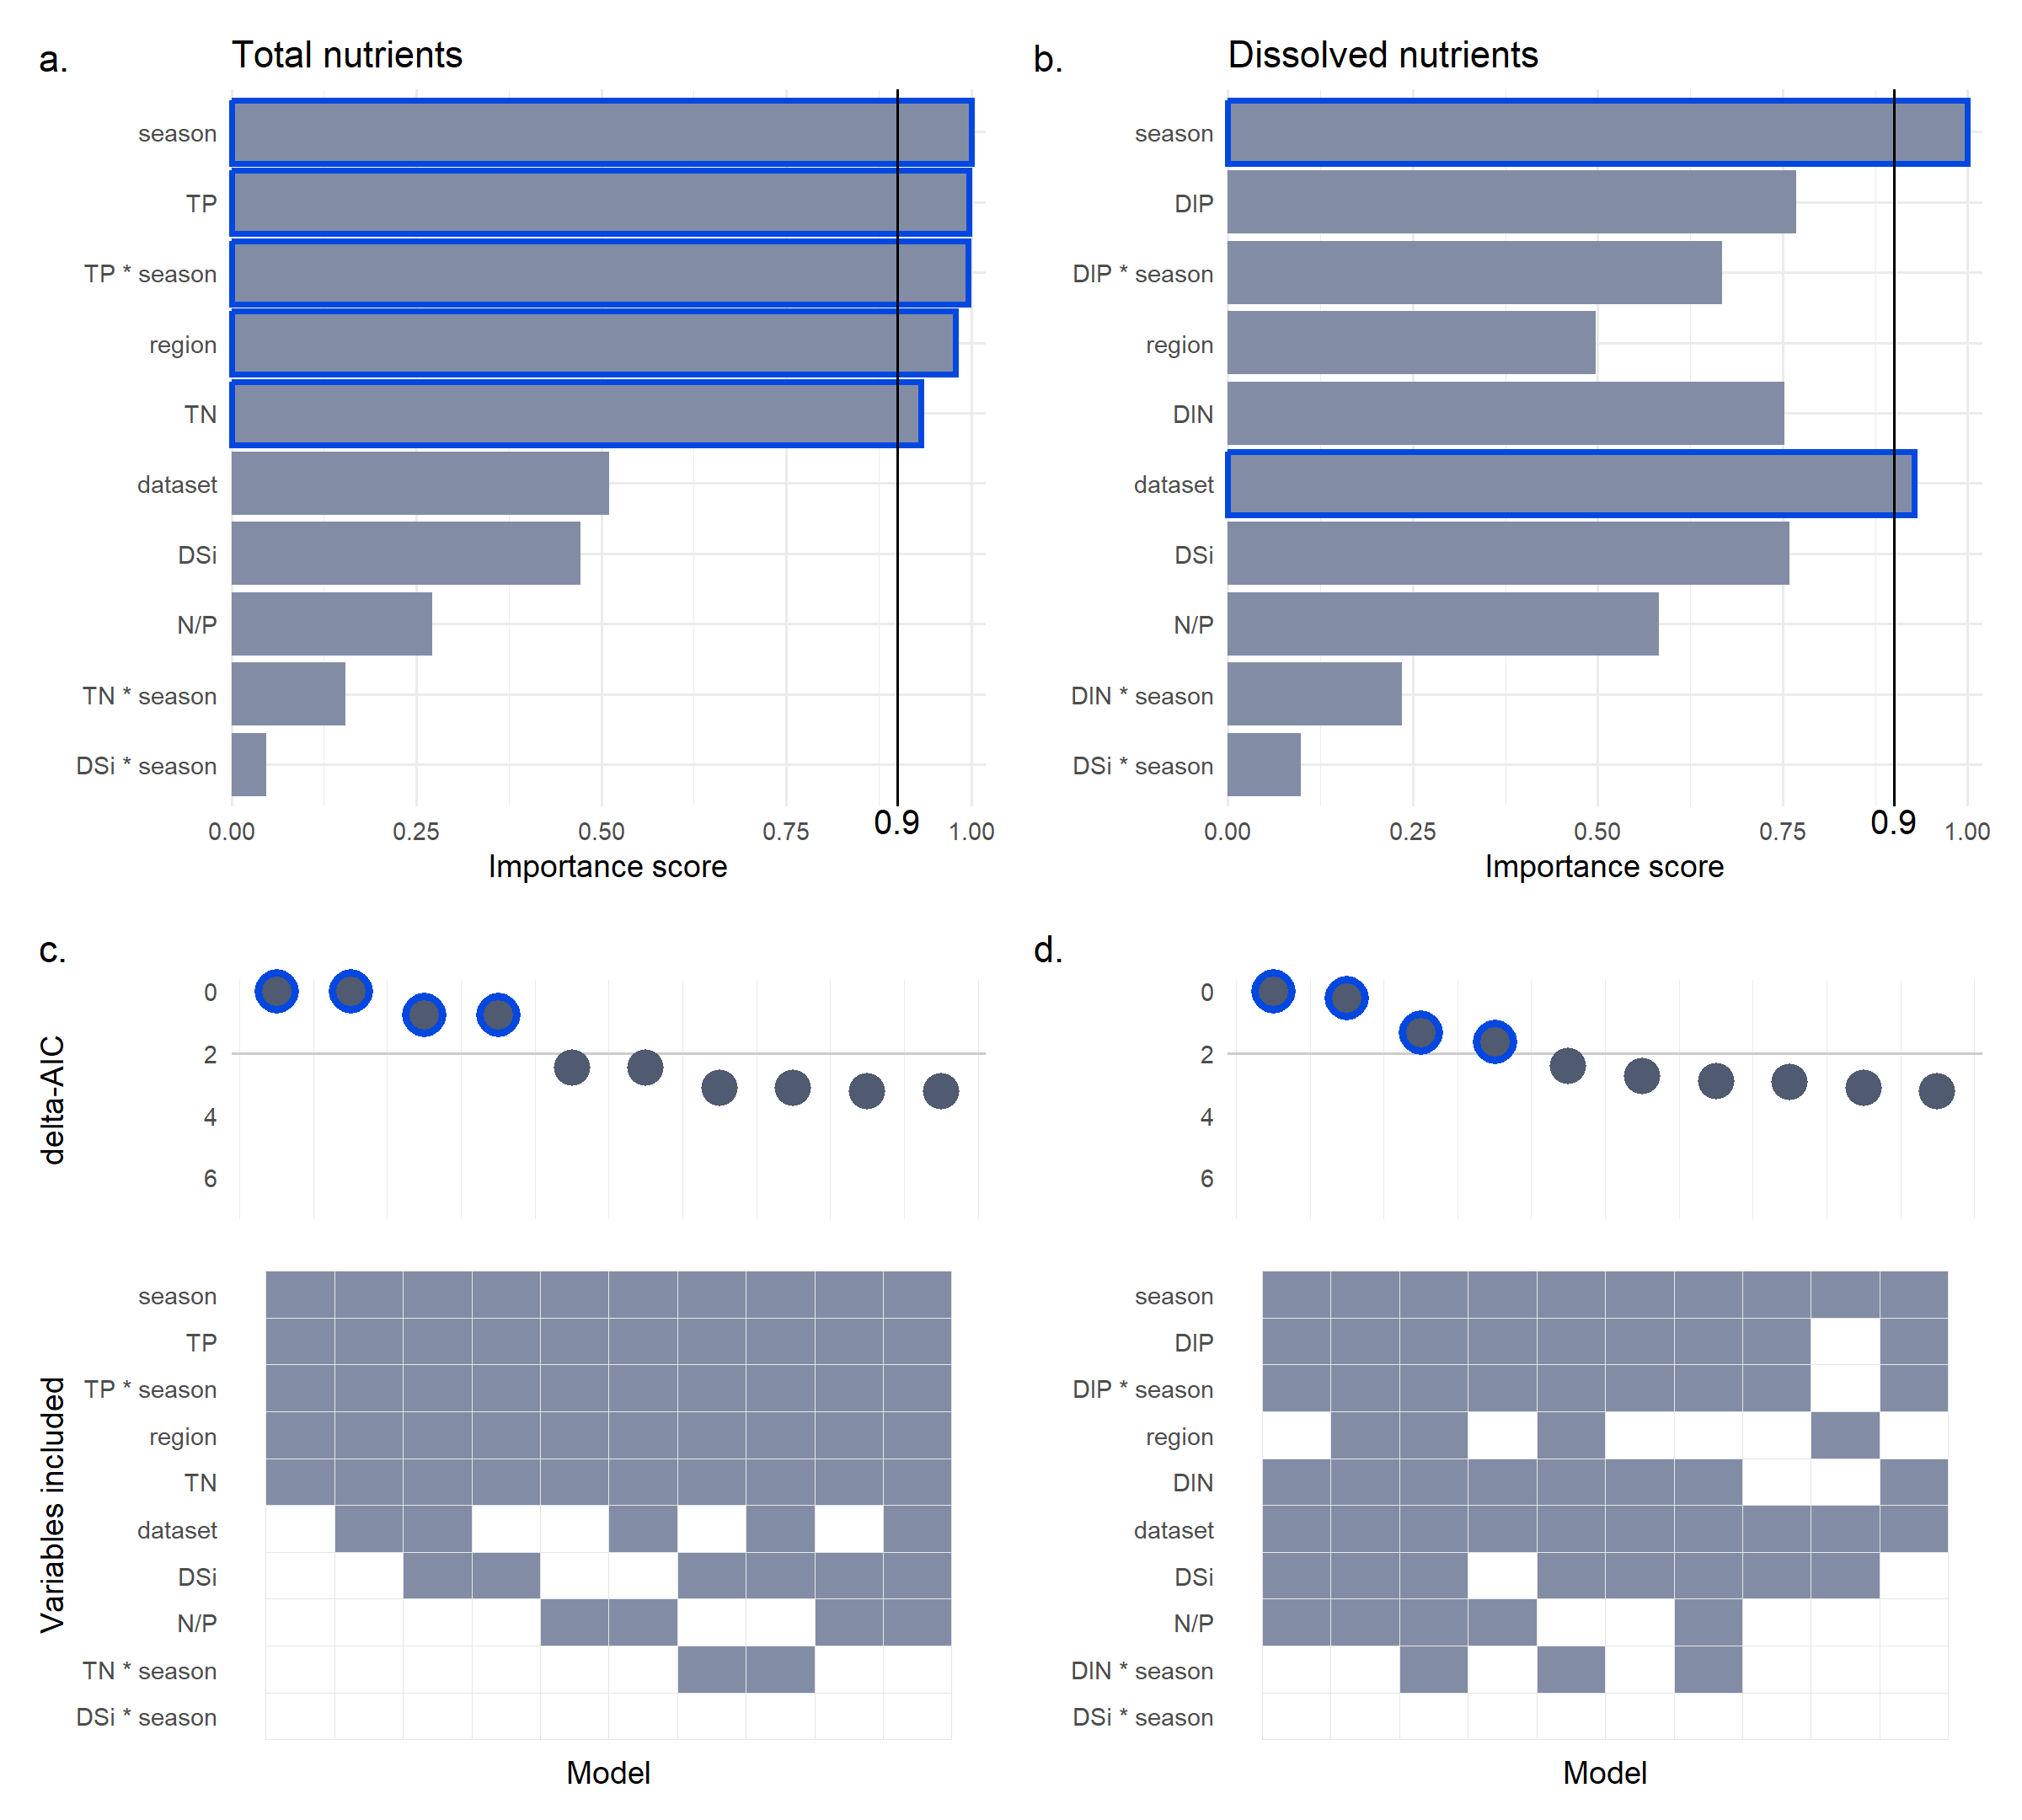 a.
Total nutrients
season
TP
TP * season
region
TN
dataset
DSi
N/P
TN * season
DSi * season
0.00
0.25
0.50
0.75
0.9
1.00
Importance score
b.
Dissolved nutrients
season
DIP
DIP * season
region
DIN
dataset
DSi
N/P
DIN * season
DSi * season
0.00
0.25
0.50
0.75
0.9
1.00
Importance score
c.
delta-AIC
0
2
4
6
Variables included
season
TP
TP * season
region
TN
dataset
DSi
N/P
TN * season
DSi * season
Model
d.
0
2
4
6
season
DIP
DIP * season
region
DIN
dataset
DSi
N/P
DIN * season
DSi * season
Model